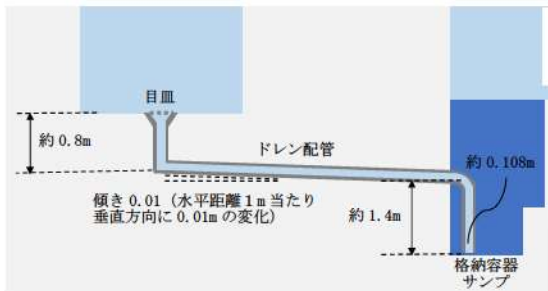 目皿
約 0.8m
ドレン配管
約 0.108m
傾き 0.01（水平距離 1 m 当たり
垂直方向に 0.01m の変化）
約 1.4m
格納容器
サンプ